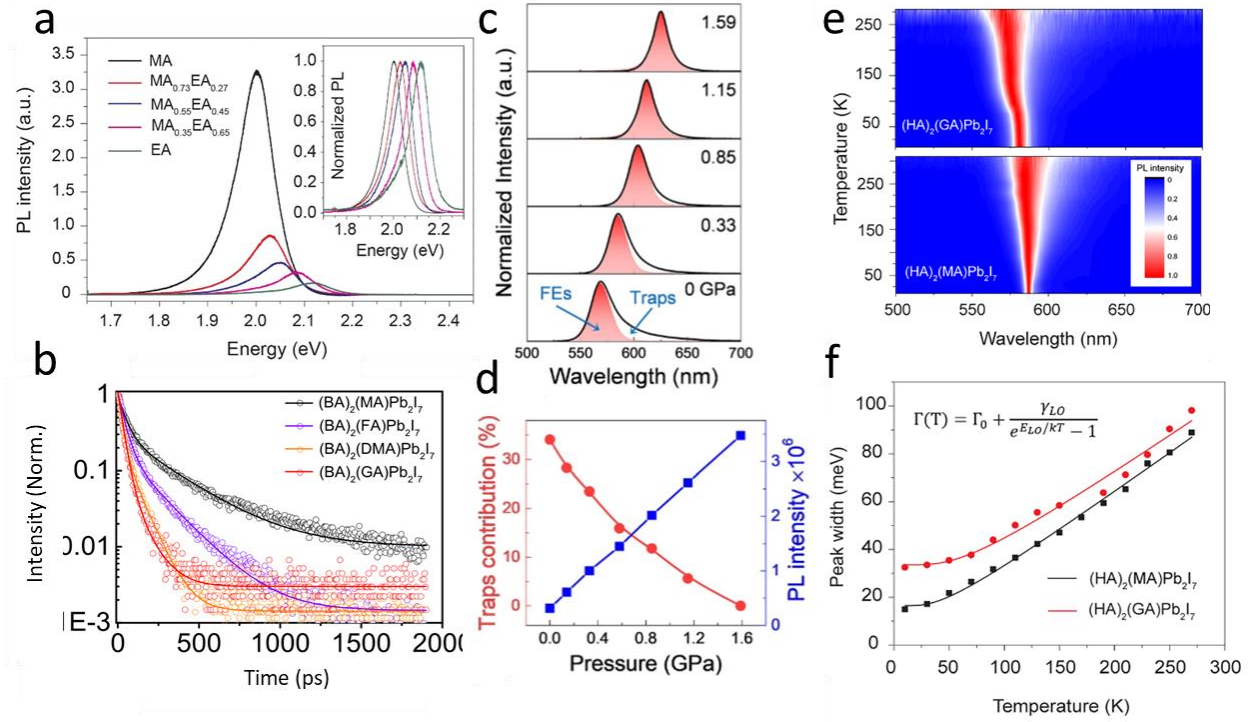 a
PL intensity (a.u.)
3.5
3.0
2.5
2.0
1.5
1.0
0.5
0
MA
MA0.73EA0.27
MA0.55EA0.45
MA0.35EA0.65
EA
Normalized PL
1.0
0.8
0.6
0.4
0.2
0.0
1.8 2.0 2.2
Energy (eV)
1.7 1.8 1.9 2.0 2.1 2.2 2.3 2.4
Energy (eV)
b
Intensity (Norm.)
1
0.1
0.01
1E-3
(BA)2(MA)Pb2I7
(BA)2(FA)Pb2I7
(BA)2(DMA)Pb2I7
(BA)2(GA)Pb2I7
0 500 1000 1500 200
Time (ps)
c
Normalized Intensity (a.u.)
1.59
1.15
0.85
0.33
0 GPa
FEs
Traps
500 550 600 650 700
Wavelength (nm)
d
Traps contribution (%)
30
20
10
0
PL intensity ×10^6
3
2
1
0
0.0 0.4 0.8 1.2 1.6
Pressure (GPa)
e
Temperature (K)
250
150
50
(HA)2(GA)Pb2I7
250
150
50
(HA)2(MA)Pb2I7
PL intensity
0
0.2
0.4
0.6
0.8
1.0
500 550 600 650 700
Wavelength (nm)
f
Peak width (meV)
100
80
60
40
20
0
Γ(T) = Γ0 + γLO / (e^(ELO/kT) − 1)
(HA)2(MA)Pb2I7
(HA)2(GA)Pb2I7
0 50 100 150 200 250 300
Temperature (K)